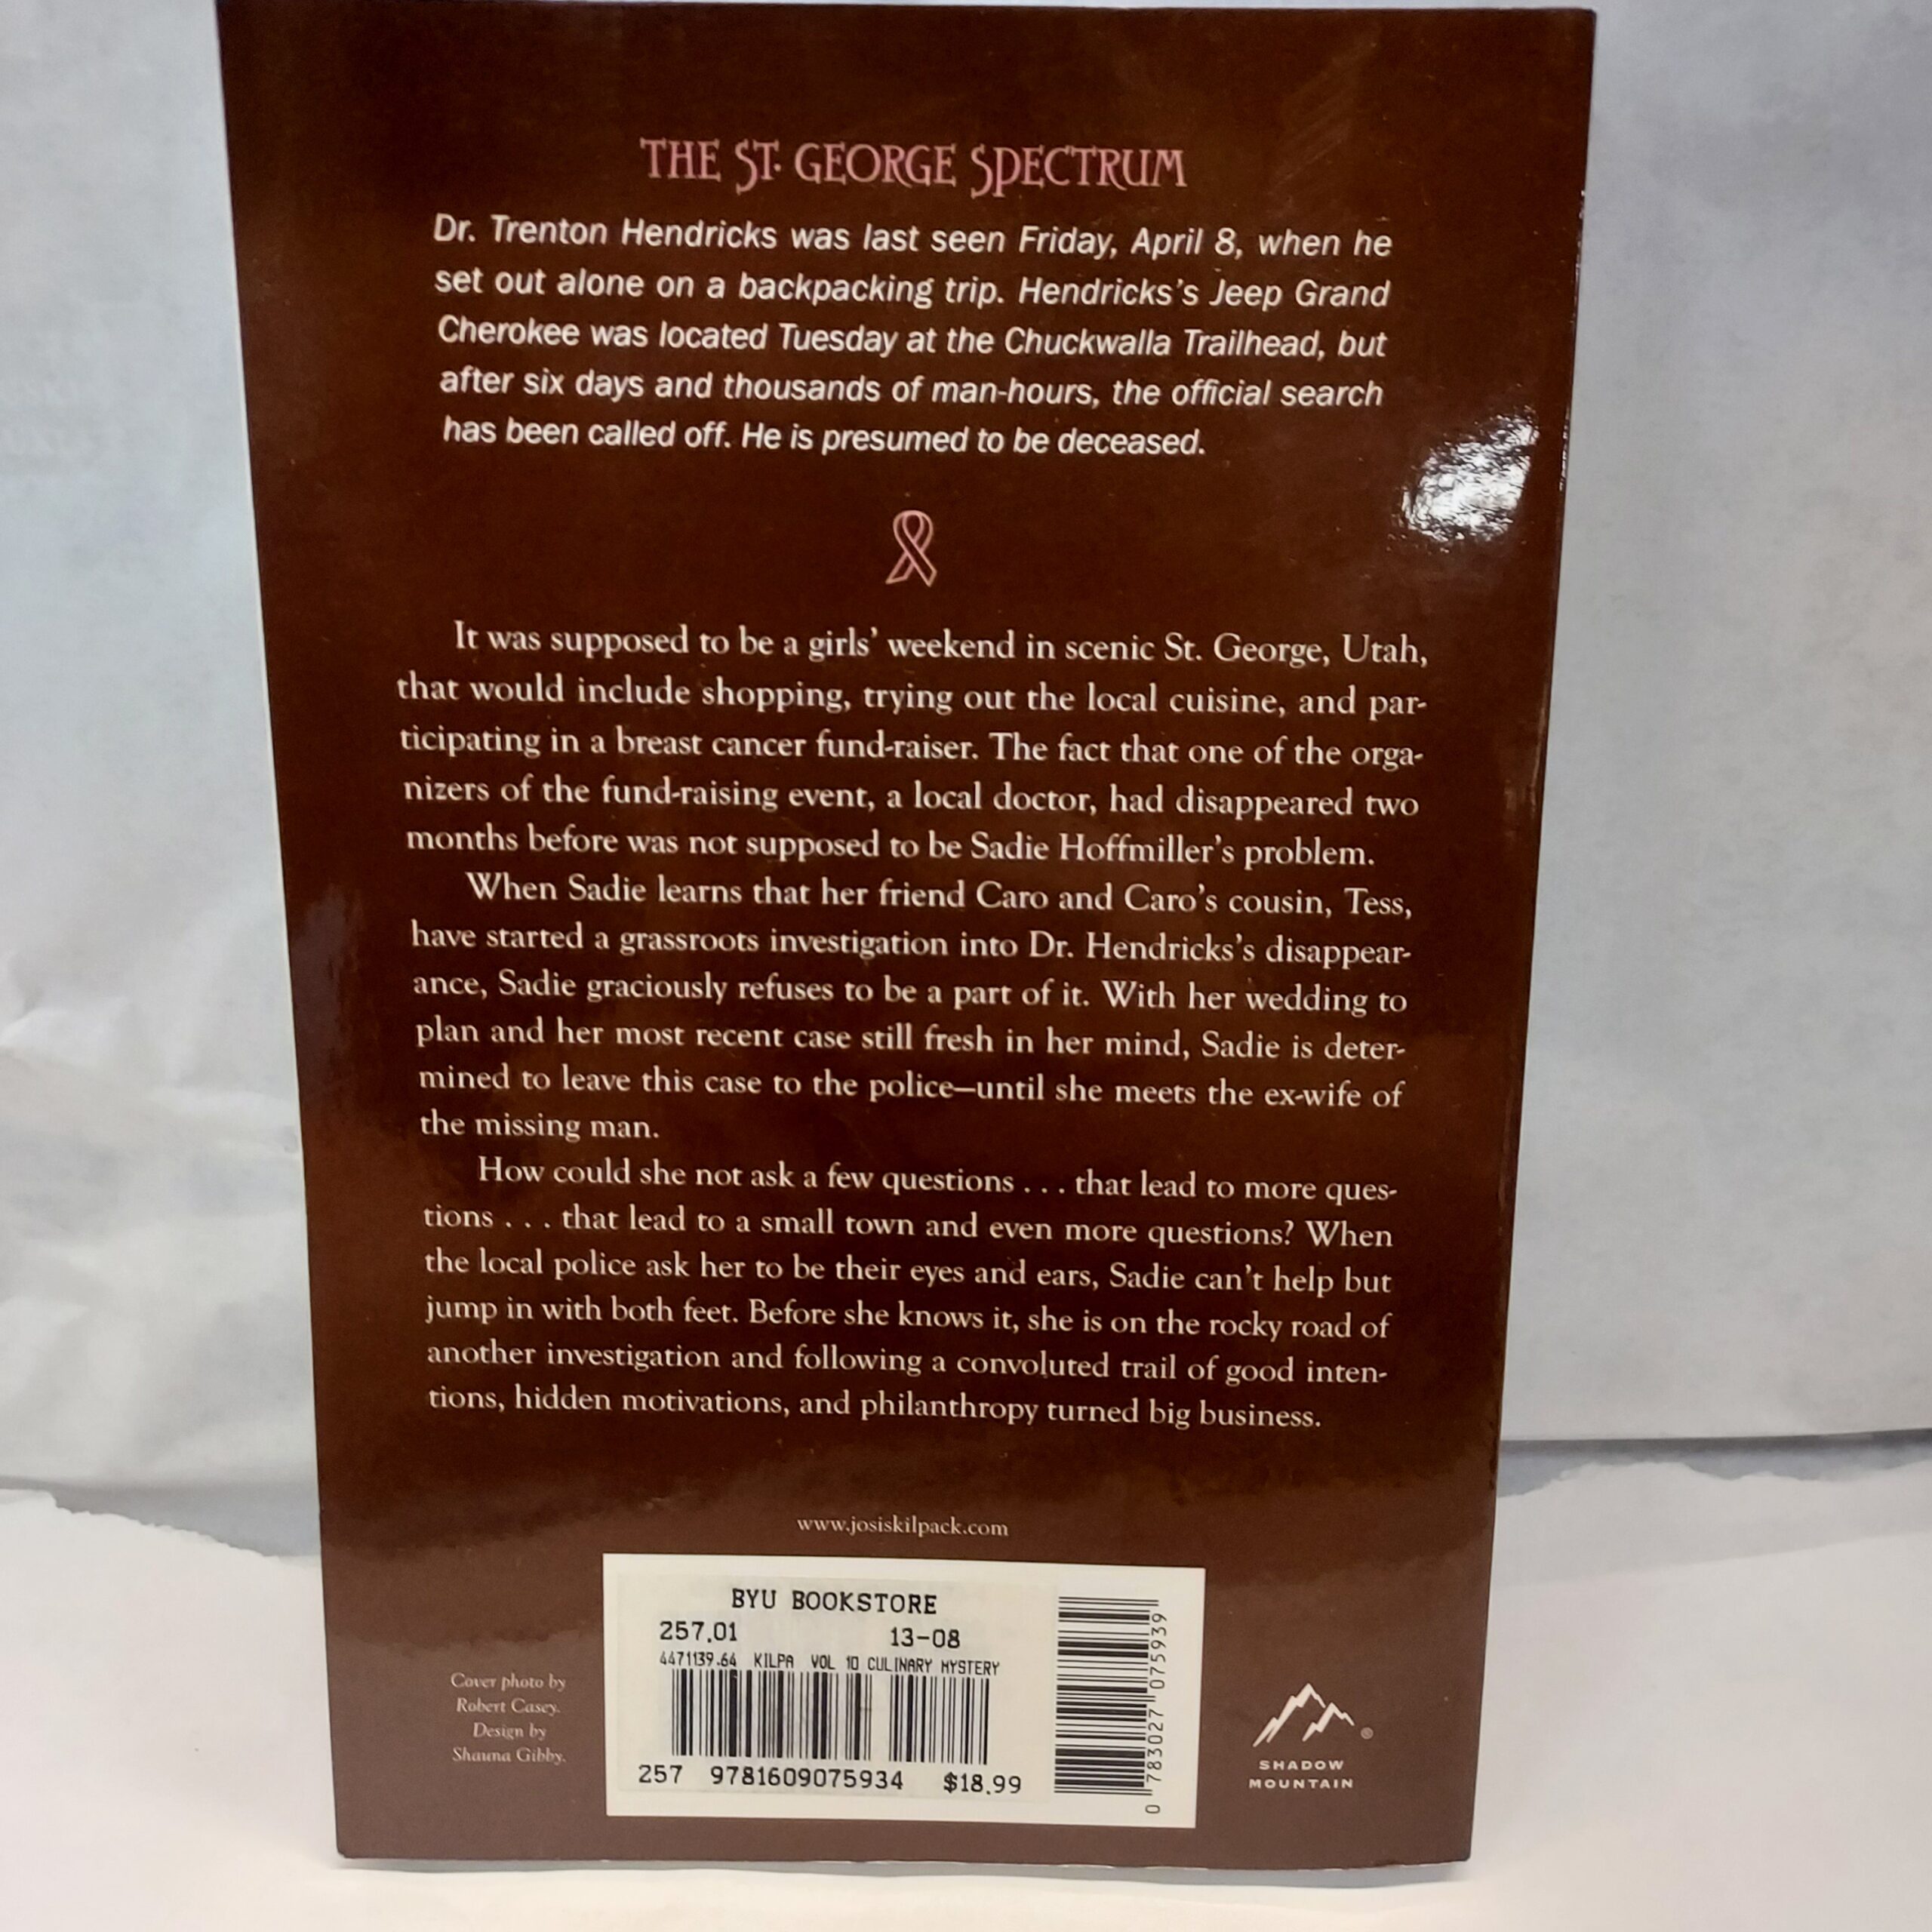 THE ST. GEORGE SPECTRUM
Dr. Trenton Hendricks was last seen Friday, April 8, when he
set out alone on a backpacking trip. Hendricks's Jeep Grand
Cherokee was located Tuesday at the Chuckwalla Trailhead, but
after six days and thousands of man-hours, the official search
has been called off. He is presumed to be deceased.
It was supposed to be a girls' weekend in scenic St. George, Utah,
that would include shopping, trying out the local cuisine, and par-
ticipating in a breast cancer fund-raiser. The fact that one of the orga-
nizers of the fund-raising event, a local doctor, had disappeared two
months before was not supposed to be Sadie Hoffmiller's problem.
When Sadie learns that her friend Caro and Caro's cousin, Tess,
have started a grassroots investigation into Dr. Hendricks's disappear-
ance, Sadie graciously refuses to be a part of it. With her wedding to
plan and her most recent case still fresh in her mind, Sadie is deter-
mined to leave this case to the police—until she meets the ex-wife of
the missing man.
How could she not ask a few questions . . . that lead to more ques-
tions . . . that lead to a small town and even more questions? When
the local police ask her to be their eyes and ears, Sadie can't help but
jump in with both feet. Before she knows it, she is on the rocky road of
another investigation and following a convoluted trail of good inten-
tions, hidden motivations, and philanthropy turned big business.
www.josiskilpack.com
BYU BOOKSTORE
257.01 13-08
4471139.64 KILPA VOL 10 CULINARY MYSTERY
257 9781609075934 $18.99
0 783027 075939
Cover photo by
Robert Casey.
Design by
Shauna Gibby.
SHADOW
MOUNTAIN®